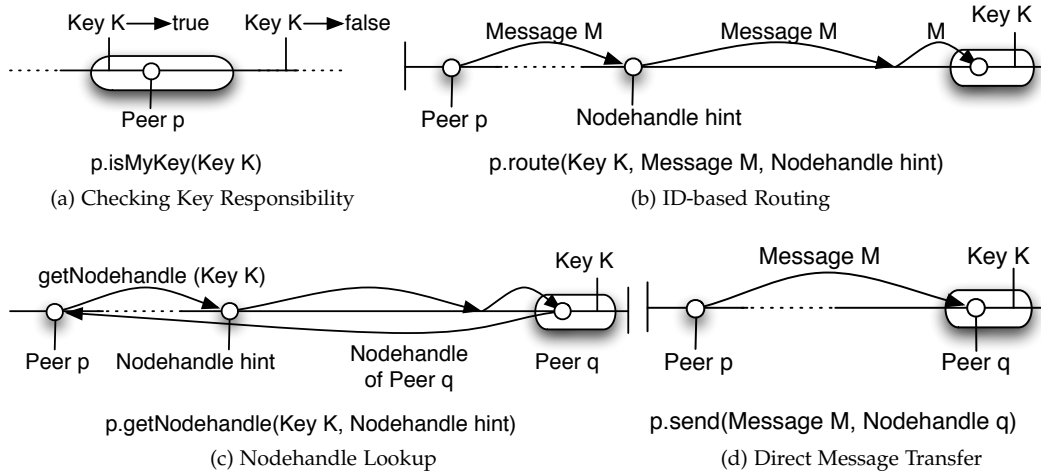 Key K
true
Key K
false
Peer p
p.isMyKey(Key K)
(a) Checking Key Responsibility
Message M
Message M
M
Key K
Peer p
Nodehandle hint
p.route(Key K, Message M, Nodehandle hint)
(b) ID-based Routing
getNodehandle (Key K)
Key K
Peer p
Nodehandle hint
Nodehandle
of Peer q
Peer q
p.getNodehandle(Key K, Nodehandle hint)
(c) Nodehandle Lookup
Message M
Key K
Peer p
Peer q
p.send(Message M, Nodehandle q)
(d) Direct Message Transfer